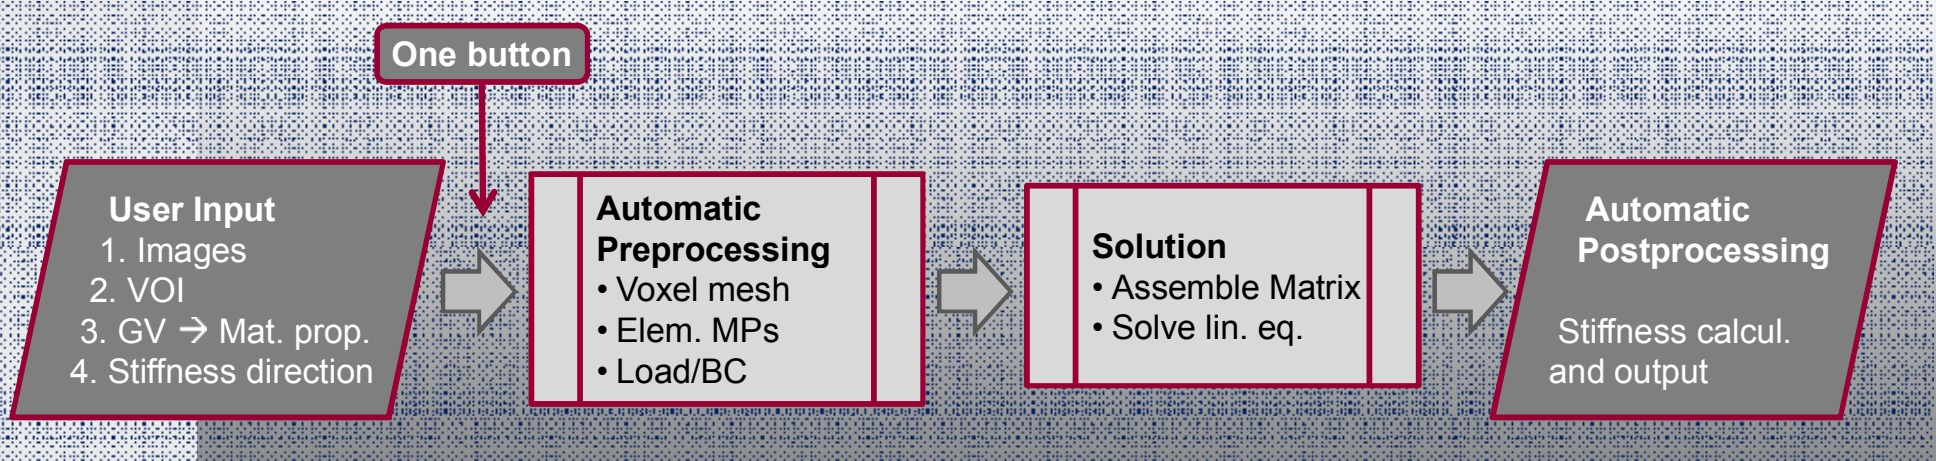 One button
User Input
1. Images
2. VOI
3. GV → Mat. prop.
4. Stiffness direction
Automatic
Preprocessing
• Voxel mesh
• Elem. MPs
• Load/BC
Solution
• Assemble Matrix
• Solve lin. eq.
Automatic
Postprocessing
Stiffness calcul.
and output